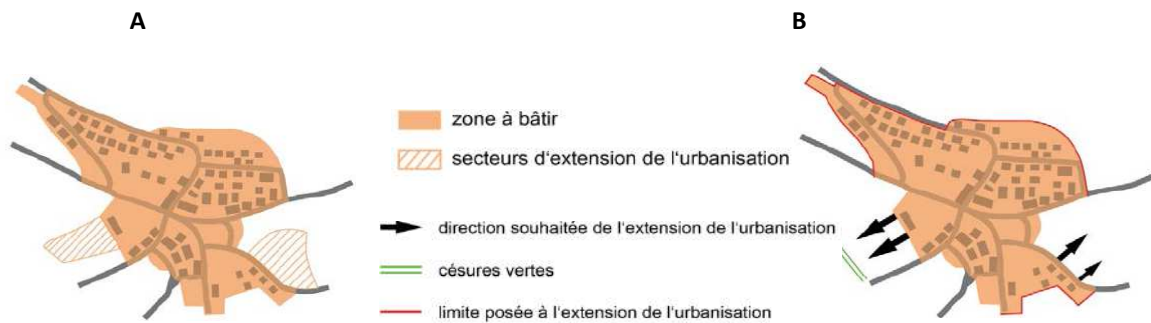 A
B
zone à bâtir
secteurs d'extension de l'urbanisation
direction souhaitée de l'extension de l'urbanisation
césures vertes
limite posée à l'extension de l'urbanisation